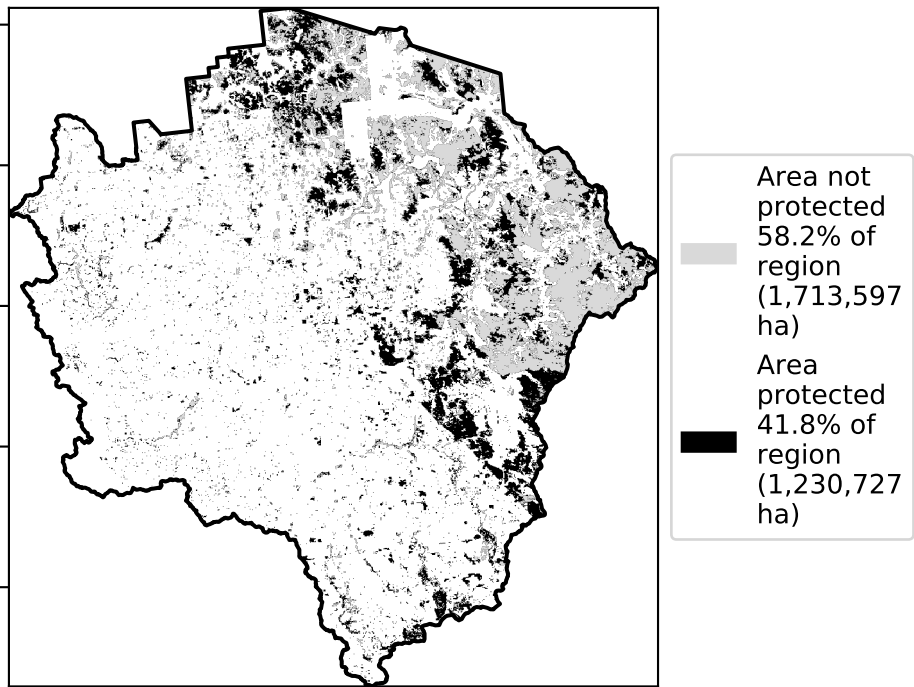 Area not
protected
58.2% of
region
(1,713,597
ha)
Area
protected
41.8% of
region
(1,230,727
ha)